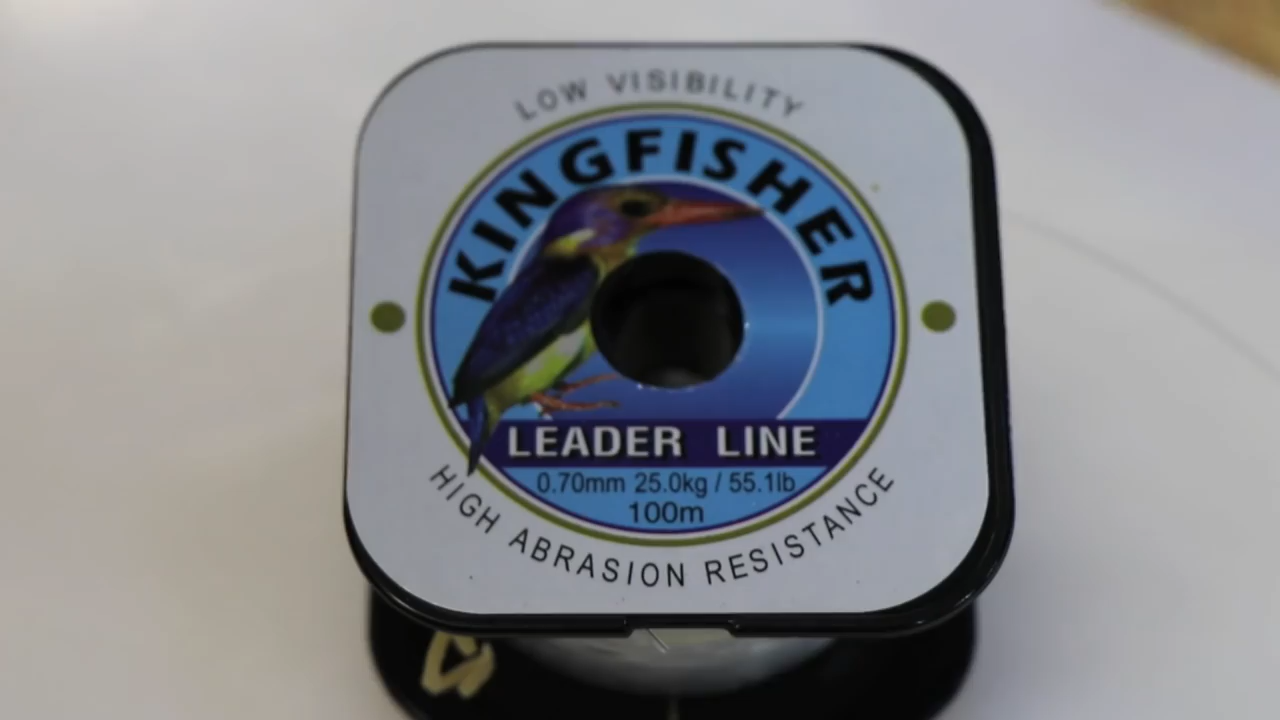 LOW VISIBILITY
KINGFISHER
LEADER LINE
0.70mm 25.0kg / 55.1lb
100m
HIGH ABRASION RESISTANCE